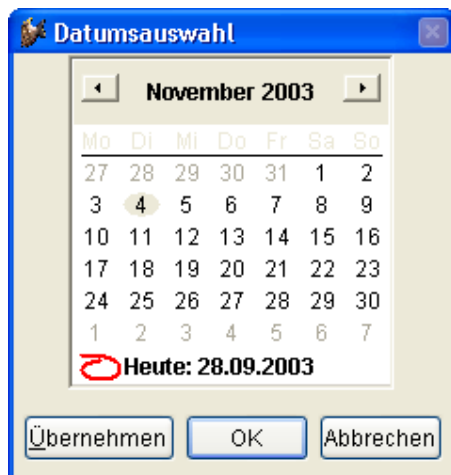 Datumsauswahl
November 2003
Mo Di Mi Do Fr Sa So
27 28 29 30 31 1 2
3 4 5 6 7 8 9
10 11 12 13 14 15 16
17 18 19 20 21 22 23
24 25 26 27 28 29 30
1 2 3 4 5 6 7
Heute: 28.09.2003
Übernehmen OK Abbrechen